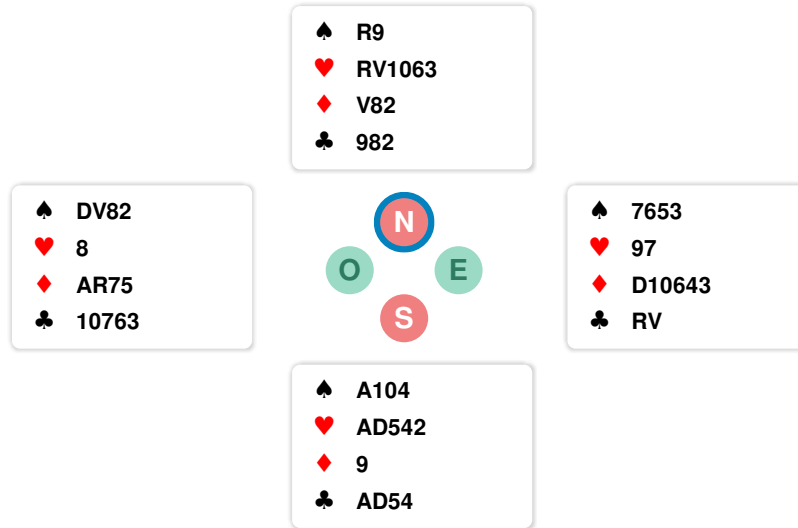 ♠ R9
♥ RV1063
♦ V82
♣ 982
♠ DV82
♥ 8
♦ AR75
♣ 10763
N
O E
S
♠ 7653
♥ 97
♦ D10643
♣ RV
♠ A104
♥ AD542
♦ 9
♣ AD54